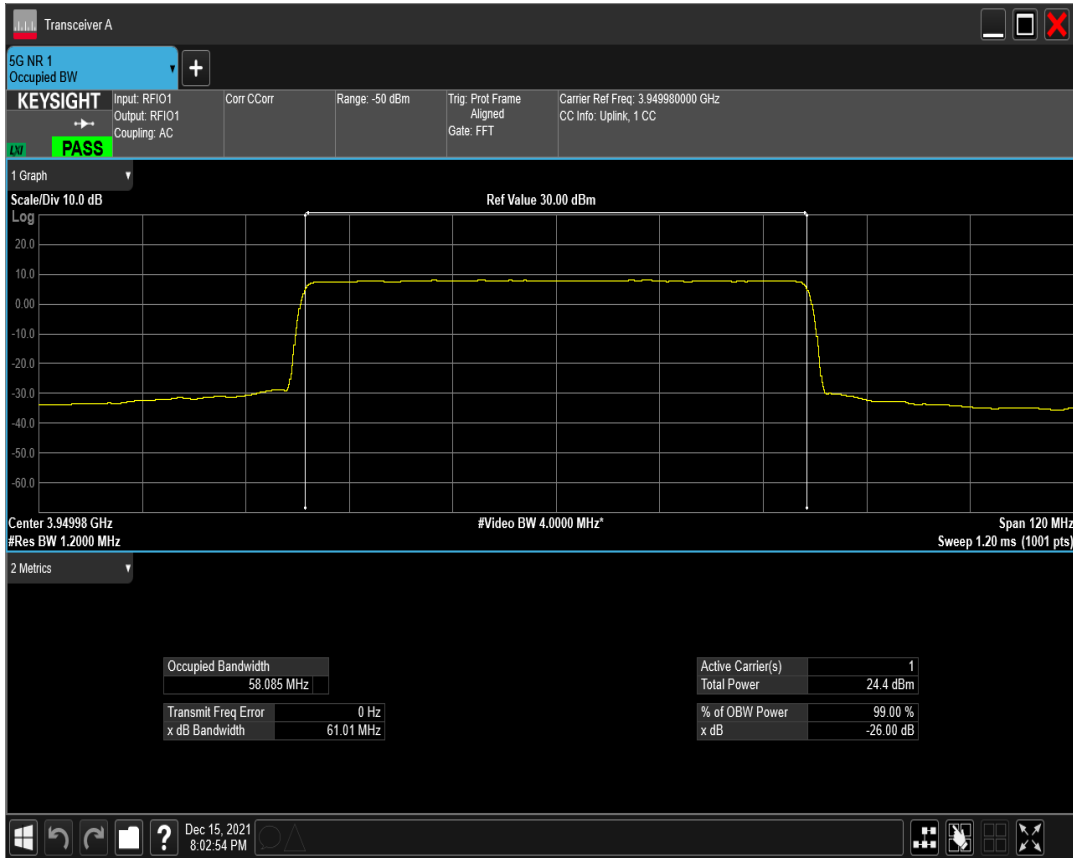 Transceiver A
5G NR 1
Occupied BW
KEYSIGHT
LXI
PASS
Input: RFIO1
Output: RFIO1
Coupling: AC
Corr CCorr
Range: -50 dBm
Trig: Prot Frame
Aligned
Gate: FFT
Carrier Ref Freq: 3.949980000 GHz
CC Info: Uplink, 1 CC
1 Graph
Scale/Div 10.0 dB
Ref Value 30.00 dBm
Log
20.0
10.0
0.00
-10.0
-20.0
-30.0
-40.0
-50.0
-60.0
Center 3.94998 GHz
#Video BW 4.0000 MHz*
Span 120 MHz
#Res BW 1.2000 MHz
Sweep 1.20 ms (1001 pts)
2 Metrics
Occupied Bandwidth
58.085 MHz
Transmit Freq Error 0 Hz
x dB Bandwidth 61.01 MHz
Active Carrier(s) 1
Total Power 24.4 dBm
% of OBW Power 99.00 %
x dB -26.00 dB
?
Dec 15, 2021
8:02:54 PM